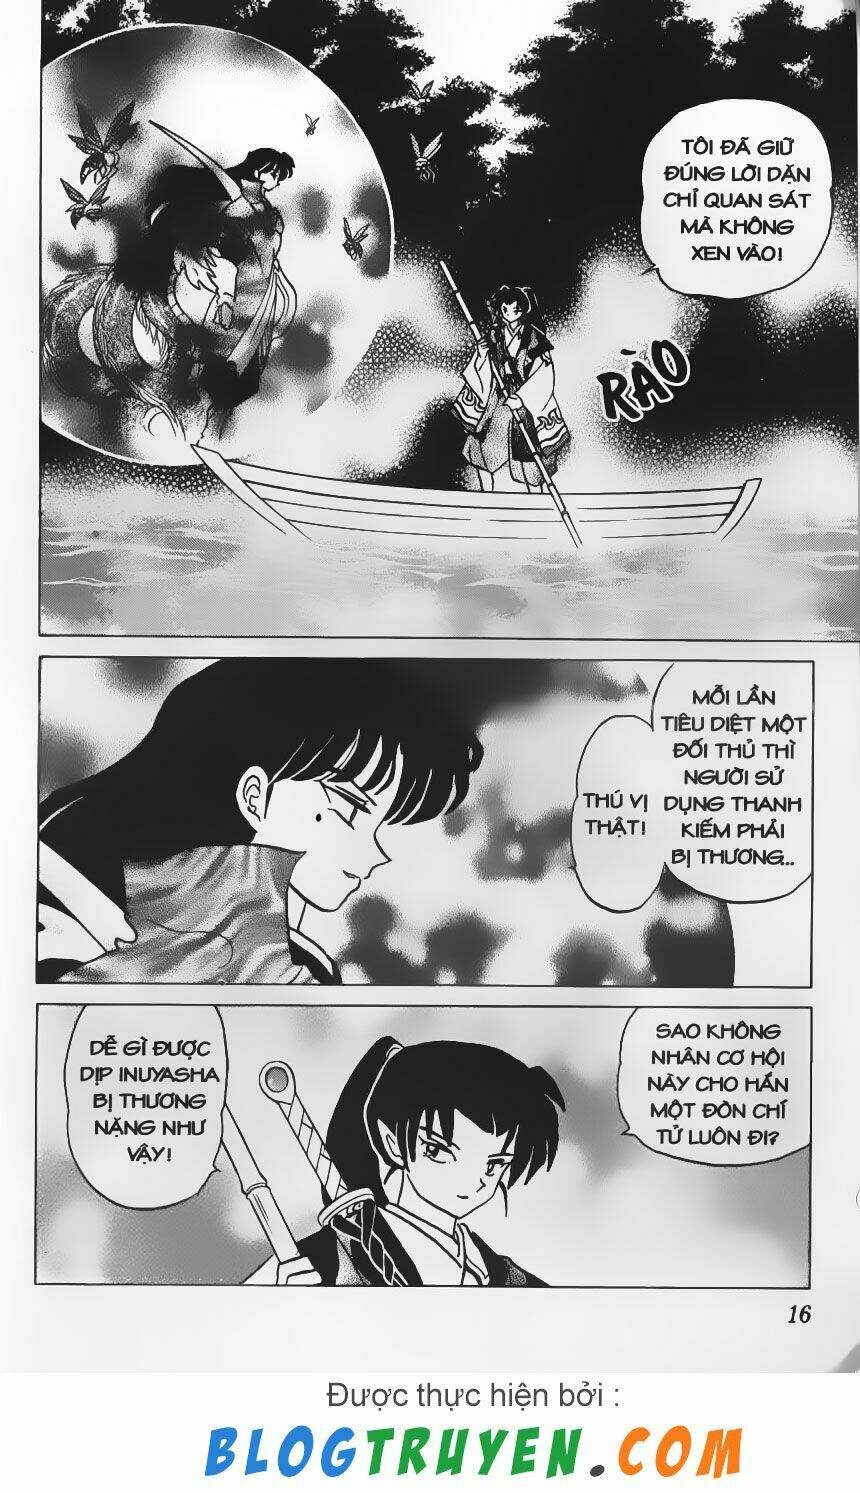 TÔI ĐÃ GIỮ
ĐÚNG LỜI DẶN
CHỈ QUAN SÁT
MÀ KHÔNG
XEN VÀO!
RÀO
MỖI LẦN
TIÊU DIỆT MỘT
ĐỐI THỦ THÌ
NGƯỜI SỬ
DỤNG THANH
KIẾM PHẢI
BỊ THƯƠNG...
THÚ VỊ
THẬT!
SAO KHÔNG
NHÂN CƠ HỘI
NÀY CHO HẮN
MỘT ĐÒN CHÍ
TỬ LUÔN ĐI?
DỄ GÌ ĐƯỢC
DỊP INUYASHA
BỊ THƯƠNG
NẶNG NHƯ
VẬY!
16
Được thực hiện bởi :
BLOGTRUYEN.COM